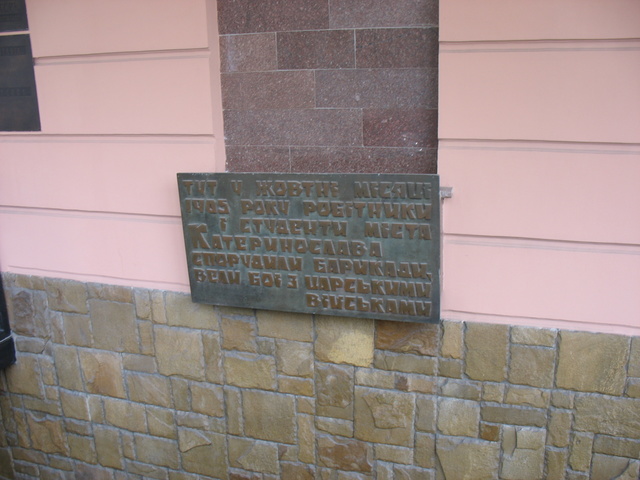 ТУТ У ЖОВТНІ МІСЯЦІ
1905 РОКУ РОБІТНИКИ
І СТУДЕНТИ МІСТА
КАТЕРИНОСЛАВА
СПОРУДИЛИ БАРИКАДИ,
ВЕЛИ БОЇ З ЦАРСЬКИМИ
ВІЙСЬКАМИ